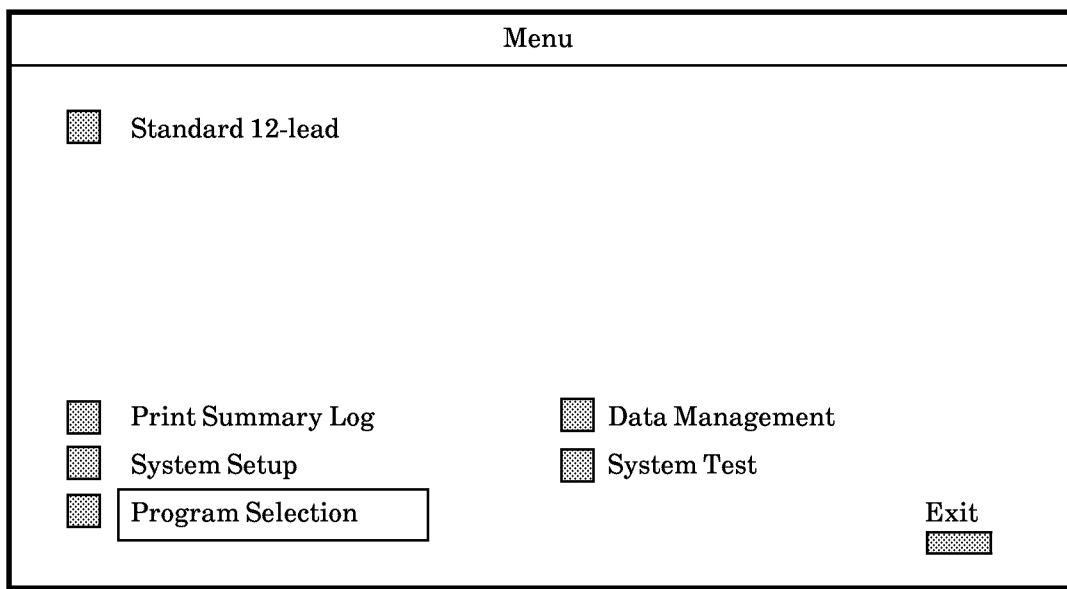 Menu
Standard 12-lead
Print Summary Log
Data Management
System Setup
System Test
Program Selection
Exit